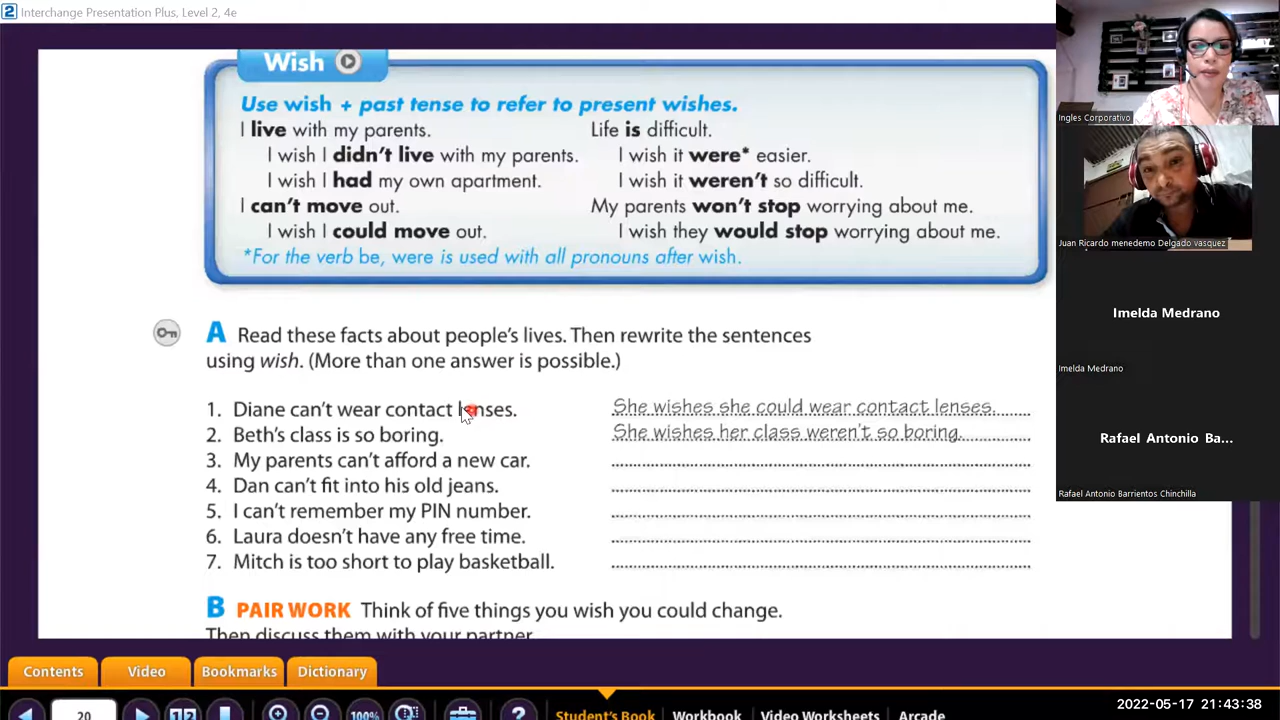 Interchange Presentation Plus, Level 2, 4e
Wish
Use wish + past tense to refer to present wishes.
I live with my parents.
I wish I didn't live with my parents.
I wish I had my own apartment.
I can't move out.
I wish I could move out.
Life is difficult.
I wish it were* easier.
I wish it weren't so difficult.
My parents won't stop worrying about me.
I wish they would stop worrying about me.
*For the verb be, were is used with all pronouns after wish.
A Read these facts about people's lives. Then rewrite the sentences
using wish. (More than one answer is possible.)
1. Diane can't wear contact lenses. She wishes she could wear contact lenses.
2. Beth's class is so boring. She wishes her class weren't so boring.
3. My parents can't afford a new car.
4. Dan can't fit into his old jeans.
5. I can't remember my PIN number.
6. Laura doesn't have any free time.
7. Mitch is too short to play basketball.
B PAIR WORK Think of five things you wish you could change.
Then discuss them with your partner
Contents Video Bookmarks Dictionary
20 1 2 100% ?
Student's Book Workbook Video Worksheets Arcade
Ingles Corporativo
Juan Ricardo menedemo Delgado vasquez
Imelda Medrano
Imelda Medrano
Rafael Antonio Ba...
Rafael Antonio Barrientos Chinchilla
2022-05-17 21:43:38